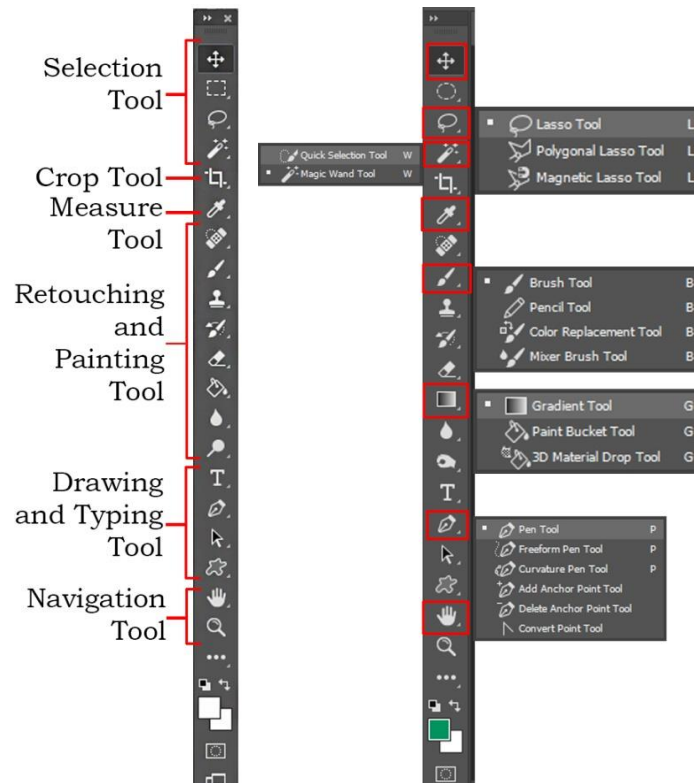 Selection
Tool
Crop Tool
Measure
Tool
Retouching
and
Painting
Tool
Drawing
and Typing
Tool
Navigation
Tool
Quick Selection Tool W
Magic Wand Tool W
Lasso Tool L
Polygonal Lasso Tool L
Magnetic Lasso Tool L
Brush Tool B
Pencil Tool B
Color Replacement Tool B
Mixer Brush Tool B
Gradient Tool G
Paint Bucket Tool G
3D Material Drop Tool G
Pen Tool P
Freeform Pen Tool P
Curvature Pen Tool P
Add Anchor Point Tool
Delete Anchor Point Tool
Convert Point Tool